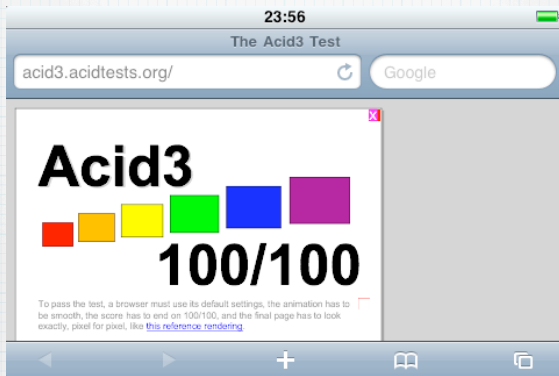 23:56
The Acid3 Test
acid3.acidtests.org/
Google
X
Acid3
100/100
To pass the test, a browser must use its default settings, the animation has to
be smooth, the score has to end on 100/100, and the final page has to look
exactly, pixel for pixel, like this reference rendering.